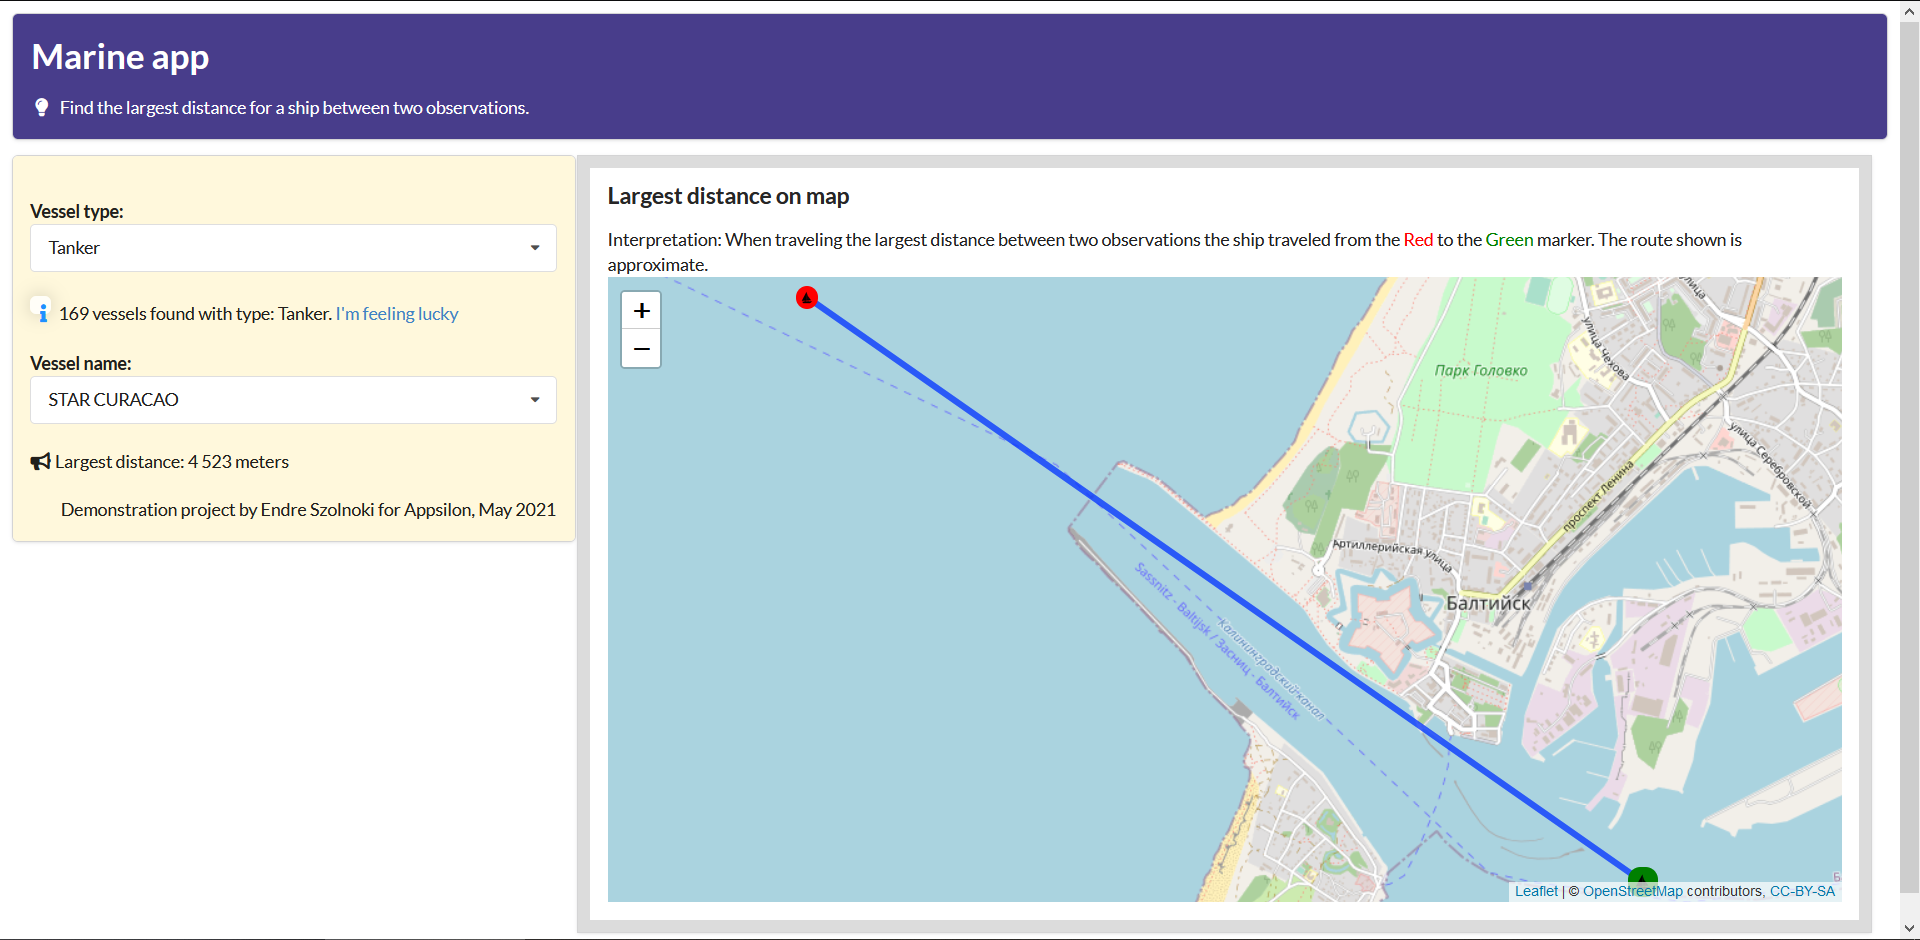 Marine app
Find the largest distance for a ship between two observations.
Vessel type:
Tanker
169 vessels found with type: Tanker. I'm feeling lucky
Vessel name:
STAR CURACAO
Largest distance: 4 523 meters
Demonstration project by Endre Szolnoki for Appsilon, May 2021
Largest distance on map
Interpretation: When traveling the largest distance between two observations the ship traveled from the Red to the Green marker. The route shown is
approximate.
+
−
улица Чехова
Парк Головко
улица Серебровской
проспект Ленина
Артиллерийская улица
Балтийск
Sassnitz - Baltijsk / Засниц - Балтийск
Калининградский канал
Leaflet | © OpenStreetMap contributors, CC-BY-SA